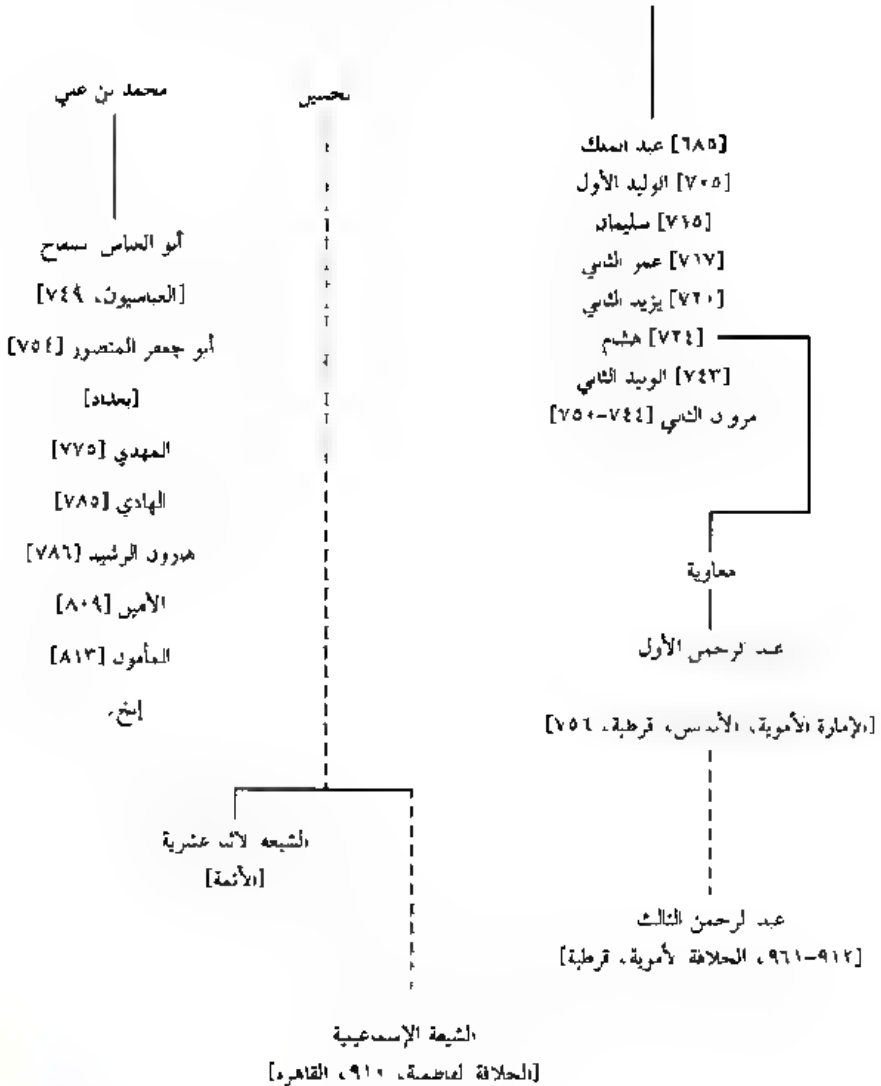 محمد بن علي
الحسين
[٦٨٥] عبد الملك
[٧٠٥] الوليد الأول
[٧١٥] سليمان
[٧١٧] عمر الثاني
[٧٢٠] يزيد الثاني
[٧٢٤] هشام
[٧٤٣] الوليد الثاني
مروان الثاني [٧٤٤-٧٥٠]
أبو العباس السفاح
[العباسيون، ٧٤٩]
أبو جعفر المنصور [٧٥٤]
[بغداد]
المهدي [٧٧٥]
الهادي [٧٨٥]
هارون الرشيد [٧٨٦]
الأمين [٨٠٩]
المأمون [٨١٣]
إلخ.
معاوية
عبد الرحمن الأول
[الإمارة الأموية، الأندلس، قرطبة، ٧٥٦]
الشيعة الاثنا عشرية
[الأئمة]
عبد الرحمن الثالث
[٩١٢-٩٦١، الخلافة الأموية، قرطبة]
الشيعة الإسماعيلية
[الخلافة الفاطمية، ٩١٠، القاهرة]